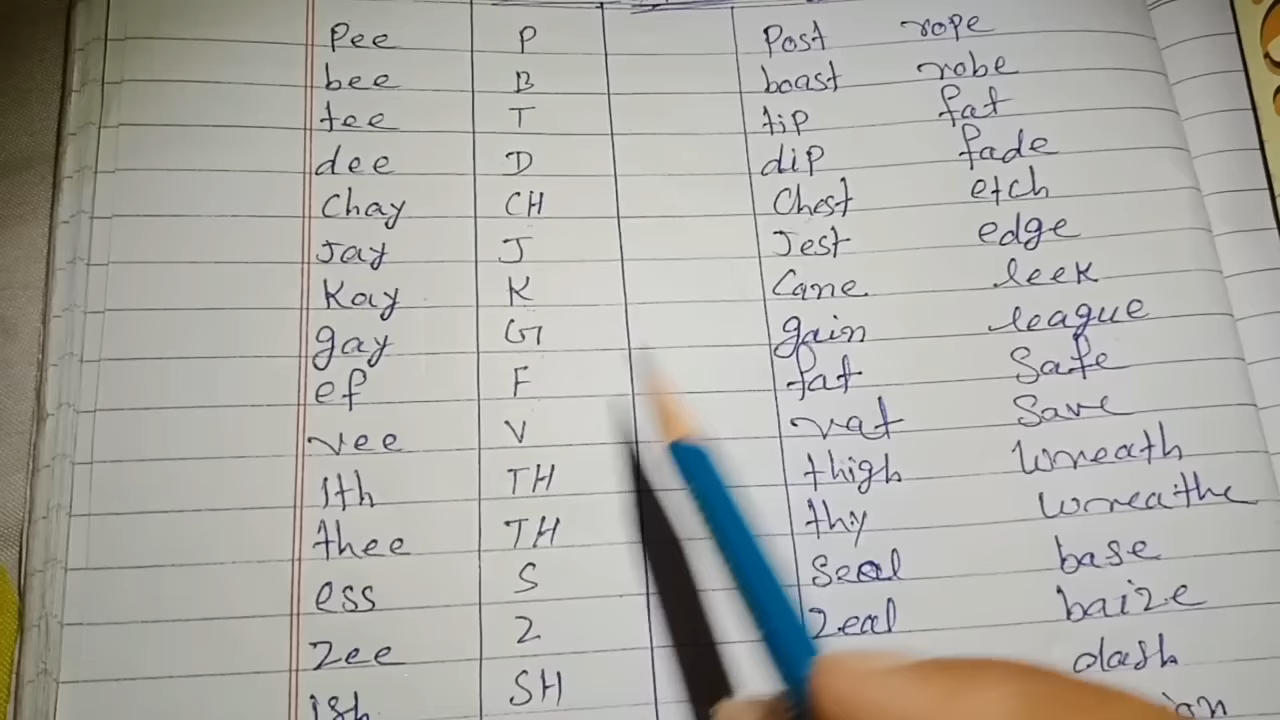 Pee P Post rope
bee B boast robe
tee T tip fat
dee D dip fade
Chay CH Chest etch
Jay J Jest edge
Kay K Cane leek
gay G gain league
ef F fat Safe
vee V vat Save
ith TH thigh wreath
thee TH thy wreathe
ess S Seal base
Zee Z Zeal baize
ish SH dash